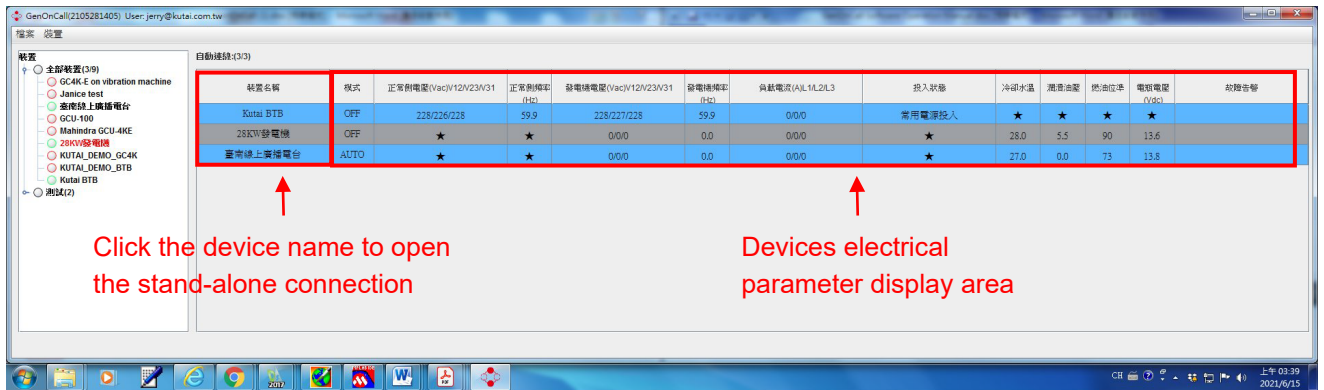 GenOnCall(2105281405) User: jerry@kutai.com.tw
檔案 裝置
裝置
全部裝置(3/9)
GC4K-E on vibration machine
Janice test
臺南線上廣播電台
GCU-100
Mahindra GCU-4KE
28KW發電機
KUTAI_DEMO_GC4K
KUTAI_DEMO_BTB
Kutai BTB
測試(2)
自動連線:(3/3)
裝置名稱 模式 正常側電壓(Vac)V12/V23/V31 正常側頻率(Hz) 發電機電壓(Vac)V12/V23/V31 發電機頻率(Hz) 負載電流(A)L1/L2/L3 投入狀態 冷卻水溫 潤滑油壓 燃油位準 電瓶電壓(Vdc) 故障告警
Kutai BTB OFF 228/226/228 59.9 228/227/228 59.9 0/0/0 常用電源投入 ★ ★ ★ ★
28KW發電機 OFF ★ ★ 0/0/0 0.0 0/0/0 ★ 28.0 5.5 90 13.6
臺南線上廣播電台 AUTO ★ ★ 0/0/0 0.0 0/0/0 ★ 27.0 0.0 73 13.8
Click the device name to open
the stand-alone connection
Devices electrical
parameter display area
2017
CH
上午 03:39
2021/6/15